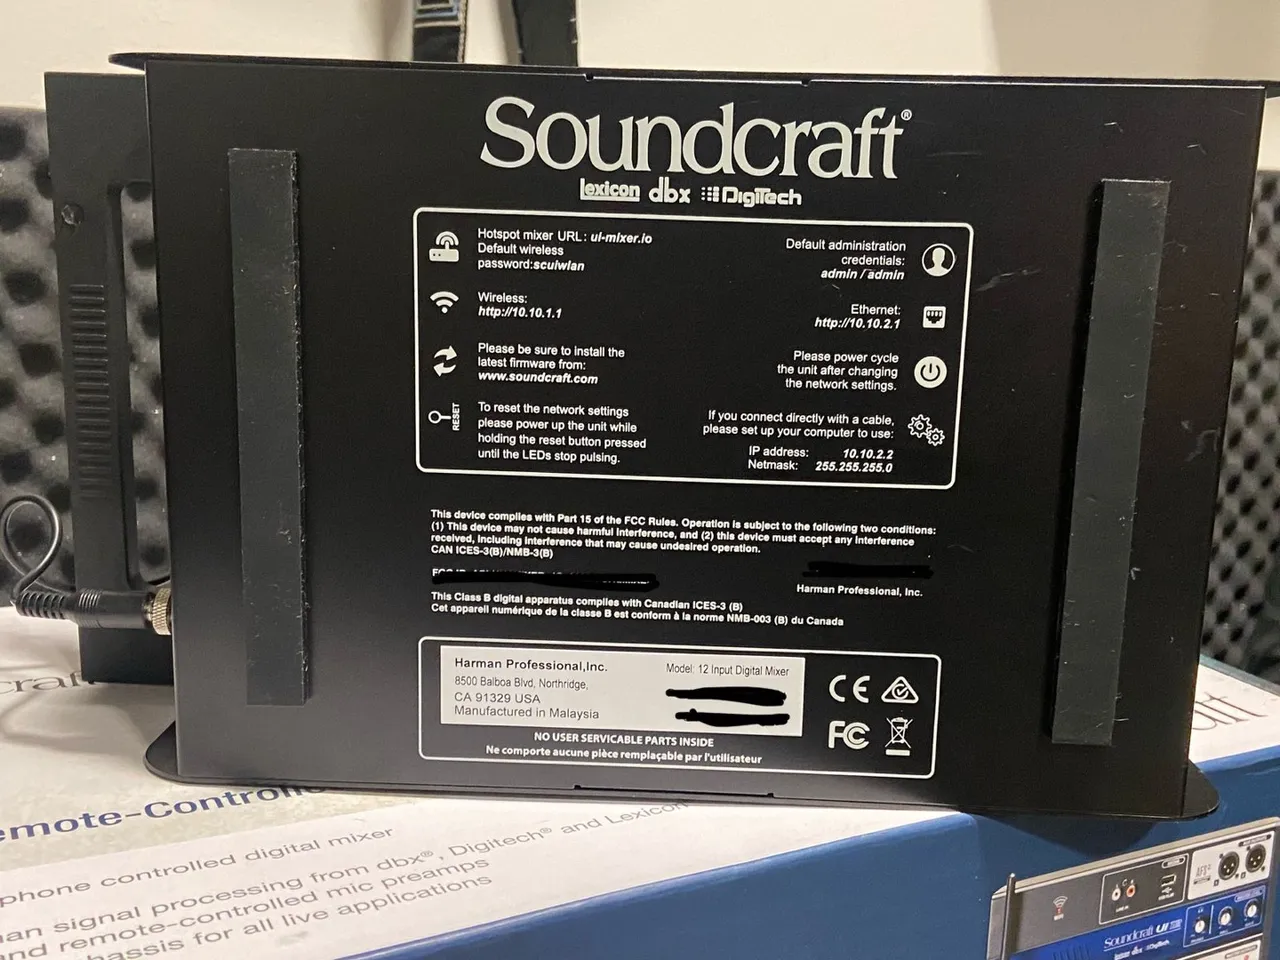 Soundcraft®
lexicon dbx DigiTech
Hotspot mixer URL: ui-mixer.io
Default wireless
password:scuiwlan
Wireless:
http://10.10.1.1
Please be sure to install the
latest firmware from:
www.soundcraft.com
RESET
To reset the network settings
please power up the unit while
holding the reset button pressed
until the LEDs stop pulsing.
Default administration
credentials:
admin / admin
Ethernet:
http://10.10.2.1
Please power cycle
the unit after changing
the network settings.
If you connect directly with a cable,
please set up your computer to use:
IP address: 10.10.2.2
Netmask: 255.255.255.0
This device complies with Part 15 of the FCC Rules. Operation is subject to the following two conditions:
(1) This device may not cause harmful interference, and (2) this device must accept any interference
received, including interference that may cause undesired operation.
CAN ICES-3(B)/NMB-3(B)
Harman Professional, Inc.
This Class B digital apparatus complies with Canadian ICES-3 (B)
Cet appareil numérique de la classe B est conform à la norme NMB-003 (B) du Canada
Harman Professional,Inc.
8500 Balboa Blvd, Northridge,
CA 91329 USA
Manufactured in Malaysia
Model: 12 Input Digital Mixer
CE
FC
NO USER SERVICABLE PARTS INSIDE
Ne comporte aucune pièce remplaçable par l'utilisateur
craft
emote-Contro
phone controlled digital mixer
an signal processing from dbx®, Digitech® and Lexicon
nd remote-controlled mic preamps
hassis for all live applications
Soundcraft ui
lexicon dbx DigiTech